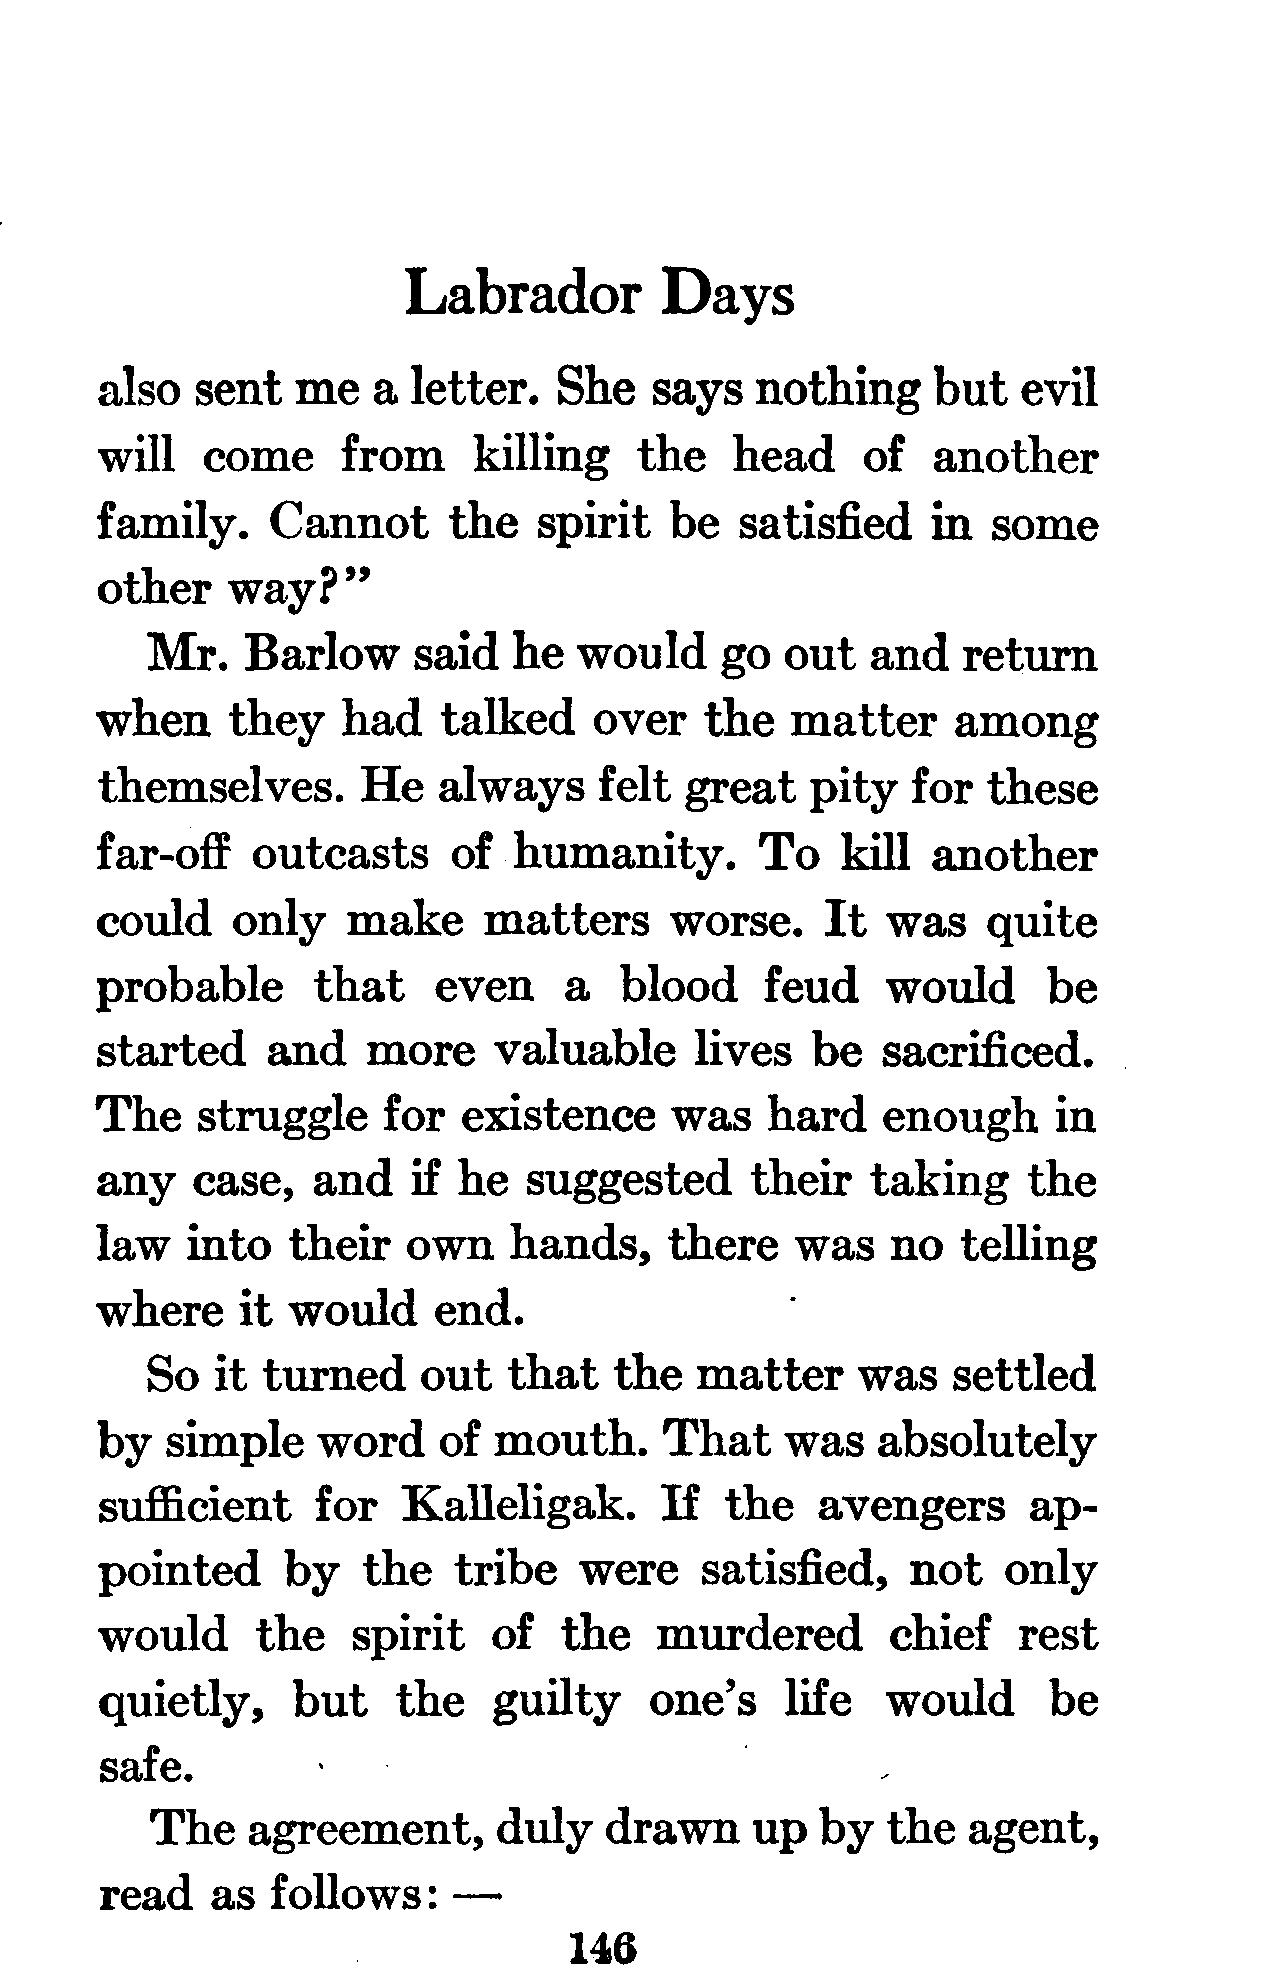 Labrador Days
also sent me a letter. She says nothing but evil
will come from killing the head of another
family. Cannot the spirit be satisfied in some
other way?"
Mr. Barlow said he would go out and return
when they had talked over the matter among
themselves. He always felt great pity for these
far-off outcasts of humanity. To kill another
could only make matters worse. It was quite
probable that even a blood feud would be
started and more valuable lives be sacrificed.
The struggle for existence was hard enough in
any case, and if he suggested their taking the
law into their own hands, there was no telling
where it would end.
So it turned out that the matter was settled
by simple word of mouth. That was absolutely
sufficient for Kalleligak. If the avengers ap-
pointed by the tribe were satisfied, not only
would the spirit of the murdered chief rest
quietly, but the guilty one's life would be
safe.
The agreement, duly drawn up by the agent,
read as follows: —
146